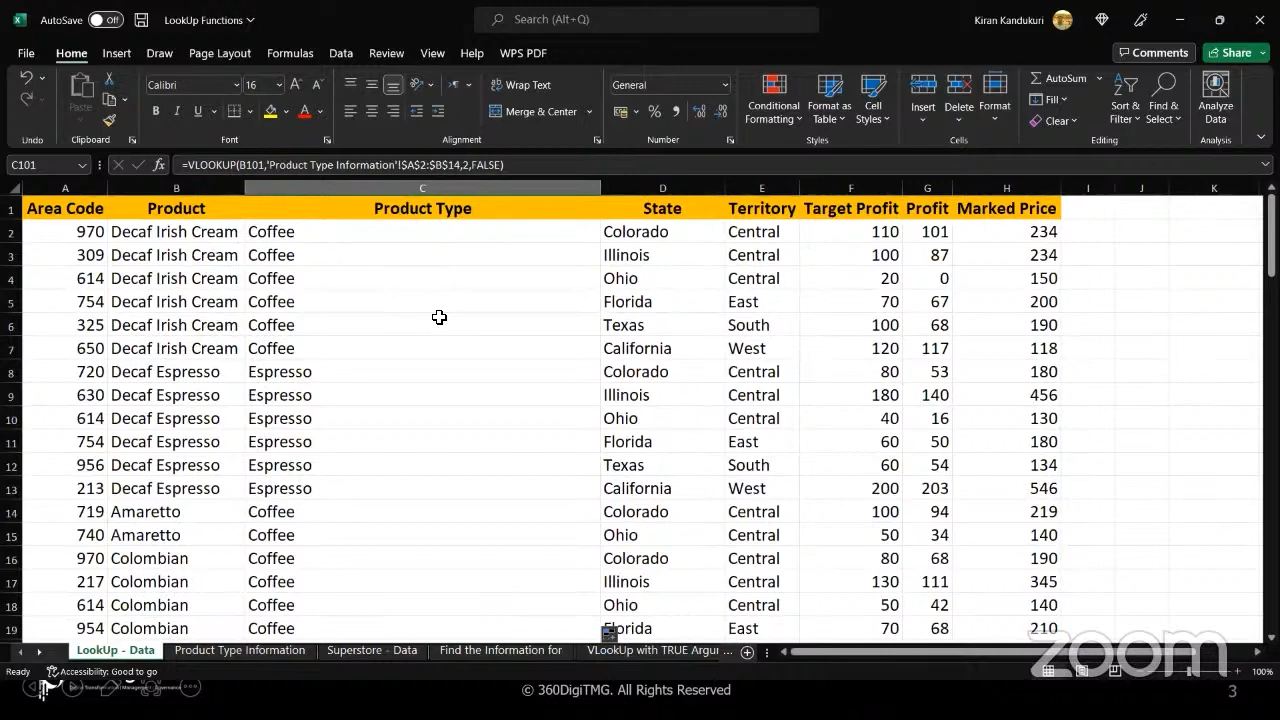 AutoSave Off LookUp Functions Search (Alt+Q) Kiran Kandukuri
File Home Insert Draw Page Layout Formulas Data Review View Help WPS PDF Comments Share
Calibri 16 Wrap Text General AutoSum
Paste Merge & Center Conditional Formatting Format as Table Cell Styles Insert Delete Format Fill Clear Sort & Filter Find & Select Analyze Data
Undo Clipboard Font Alignment Number Styles Cells Editing Analysis
C101 fx =VLOOKUP(B101,'Product Type Information'!$A$2:$B$14,2,FALSE)
A B C D E F G H I J K
1 Area Code Product Product Type State Territory Target Profit Profit Marked Price
2 970 Decaf Irish Cream Coffee Colorado Central 110 101 234
3 309 Decaf Irish Cream Coffee Illinois Central 100 87 234
4 614 Decaf Irish Cream Coffee Ohio Central 20 0 150
5 754 Decaf Irish Cream Coffee Florida East 70 67 200
6 325 Decaf Irish Cream Coffee Texas South 100 68 190
7 650 Decaf Irish Cream Coffee California West 120 117 118
8 720 Decaf Espresso Espresso Colorado Central 80 53 180
9 630 Decaf Espresso Espresso Illinois Central 180 140 456
10 614 Decaf Espresso Espresso Ohio Central 40 16 130
11 754 Decaf Espresso Espresso Florida East 60 50 180
12 956 Decaf Espresso Espresso Texas South 60 54 134
13 213 Decaf Espresso Espresso California West 200 203 546
14 719 Amaretto Coffee Colorado Central 100 94 219
15 740 Amaretto Coffee Ohio Central 50 34 140
16 970 Colombian Coffee Colorado Central 80 68 190
17 217 Colombian Coffee Illinois Central 130 111 345
18 614 Colombian Coffee Ohio Central 50 42 140
19 954 Colombian Coffee Florida East 70 68 210
LookUp - Data Product Type Information Superstore - Data Find the Information for VLookUp with TRUE Argur ...
zoom
Ready Accessibility: Good to go 100%
© 360DigiTMG. All Rights Reserved 3